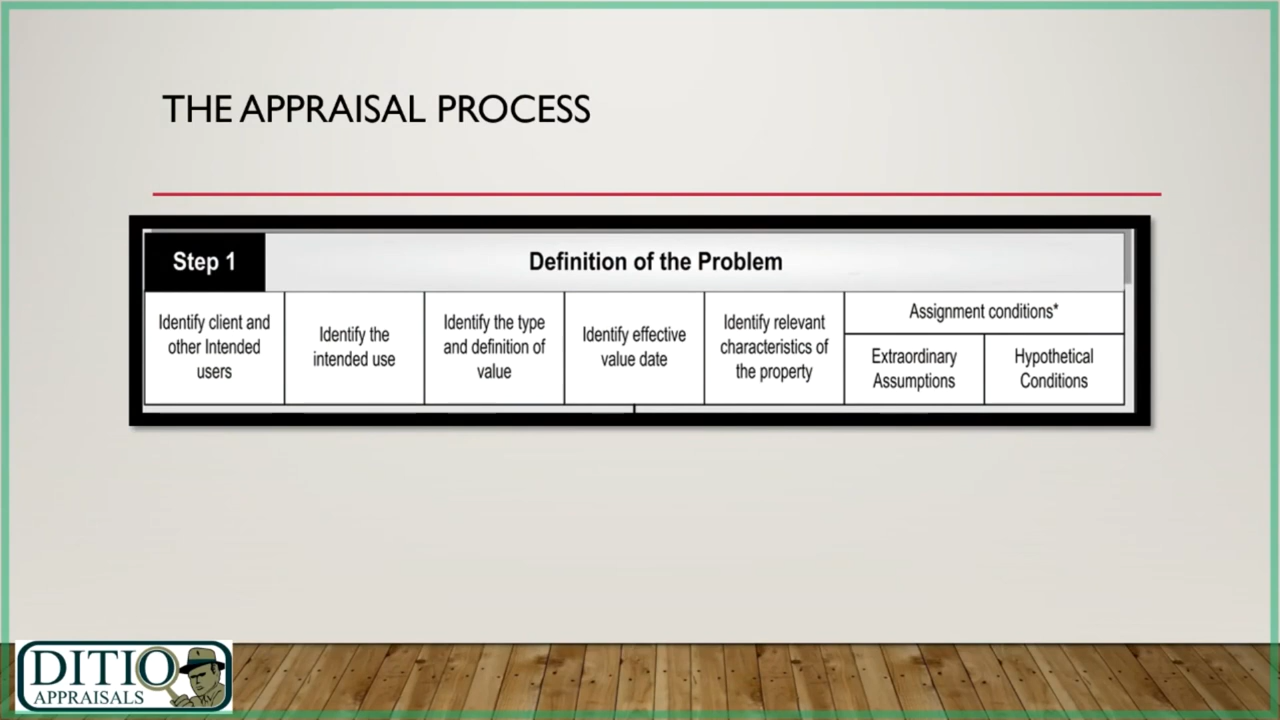 THE APPRAISAL PROCESS
Step 1
Definition of the Problem
Identify client and
other Intended
users
Identify the
intended use
Identify the type
and definition of
value
Identify effective
value date
Identify relevant
characteristics of
the property
Assignment conditions*
Extraordinary
Assumptions
Hypothetical
Conditions
DITIO
APPRAISALS